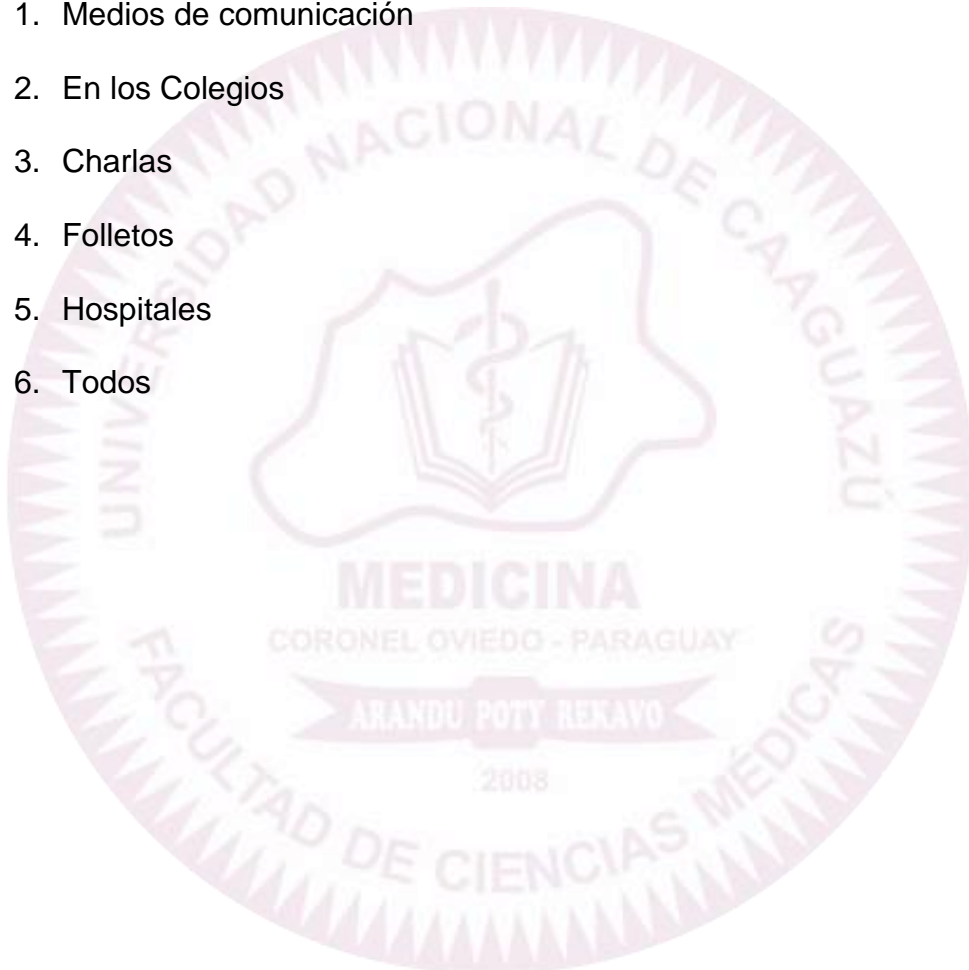 1. Medios de comunicación
2. En los Colegios
3. Charlas
4. Folletos
5. Hospitales
6. Todos
UNIVERSIDAD NACIONAL DE CAAGUAZÚ
MEDICINA
CORONEL OVIEDO - PARAGUAY
ARANDU POTY REKAVO
2008
FACULTAD DE CIENCIAS MÉDICAS